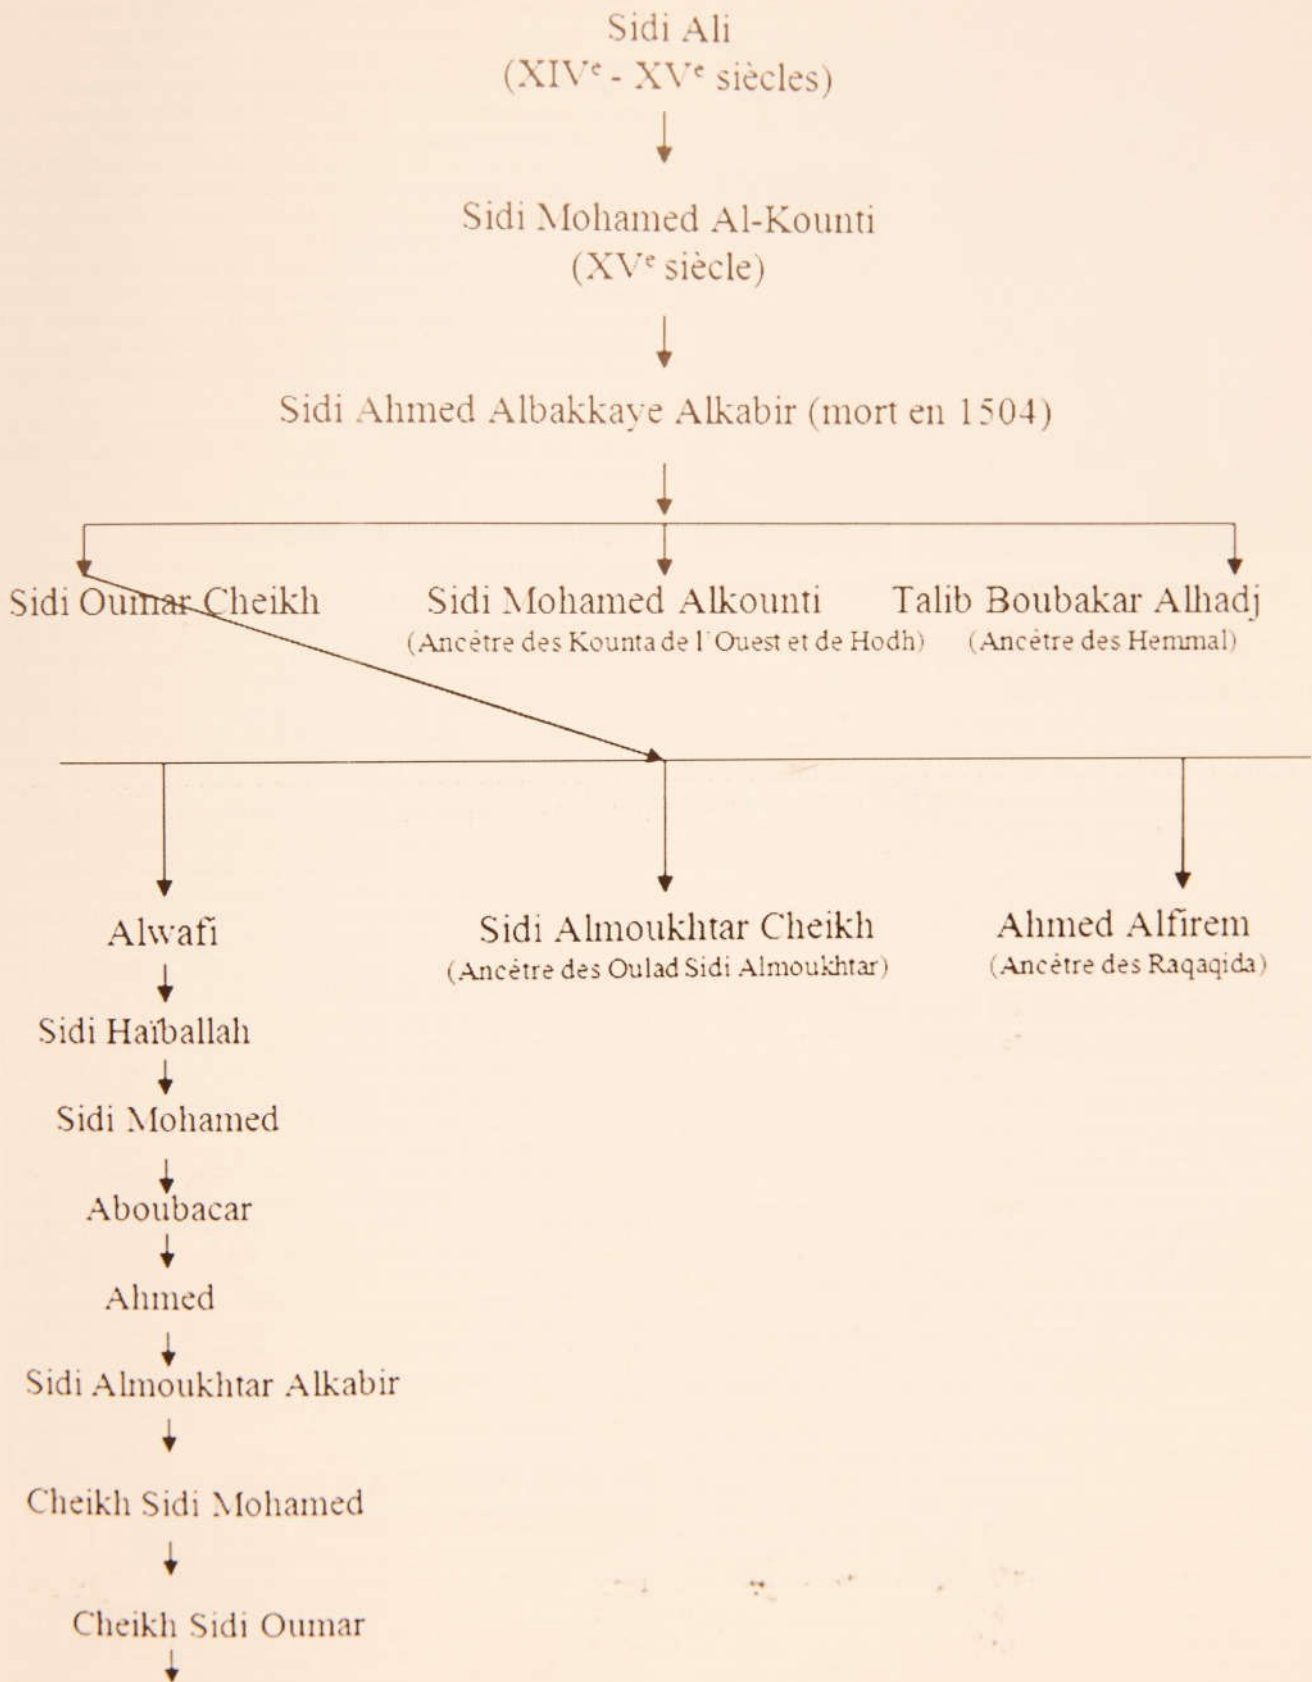 Sidi Ali
(XIVᵉ - XVᵉ siècles)
Sidi Mohamed Al-Kounti
(XVᵉ siècle)
Sidi Ahmed Albakkaye Alkabir (mort en 1504)
Sidi Oumar Cheikh
Sidi Mohamed Alkounti
(Ancêtre des Kounta de l'Ouest et de Hodh)
Talib Boubakar Alhadj
(Ancêtre des Hemmal)
Alwafi
Sidi Almoukhtar Cheikh
(Ancêtre des Oulad Sidi Almoukhtar)
Ahmed Alfirem
(Ancêtre des Raqaqida)
Sidi Haïballah
Sidi Mohamed
Aboubacar
Ahmed
Sidi Almoukhtar Alkabir
Cheikh Sidi Mohamed
Cheikh Sidi Oumar